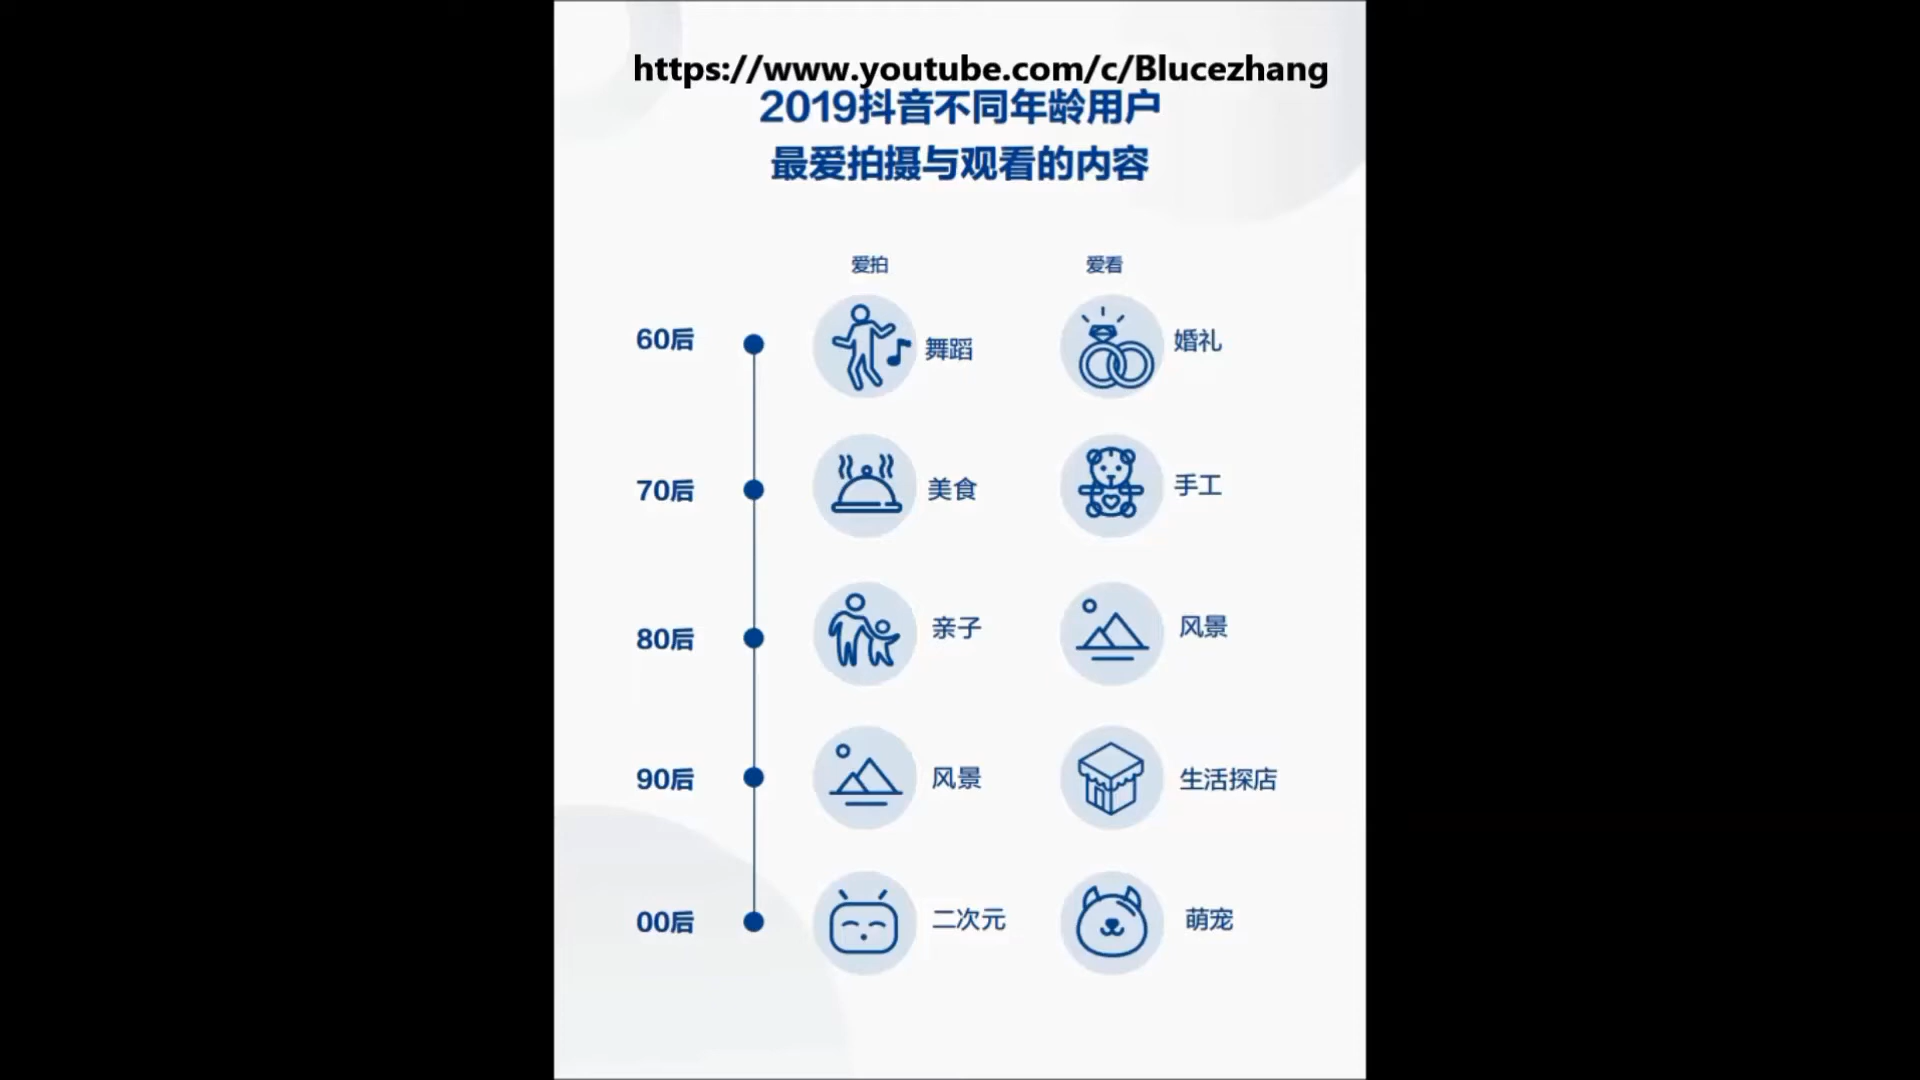 https://www.youtube.com/c/Blucezhang
2019抖音不同年龄用户
最爱拍摄与观看的内容
爱拍 爱看
60后 舞蹈 婚礼
70后 美食 手工
80后 亲子 风景
90后 风景 生活探店
00后 二次元 萌宠